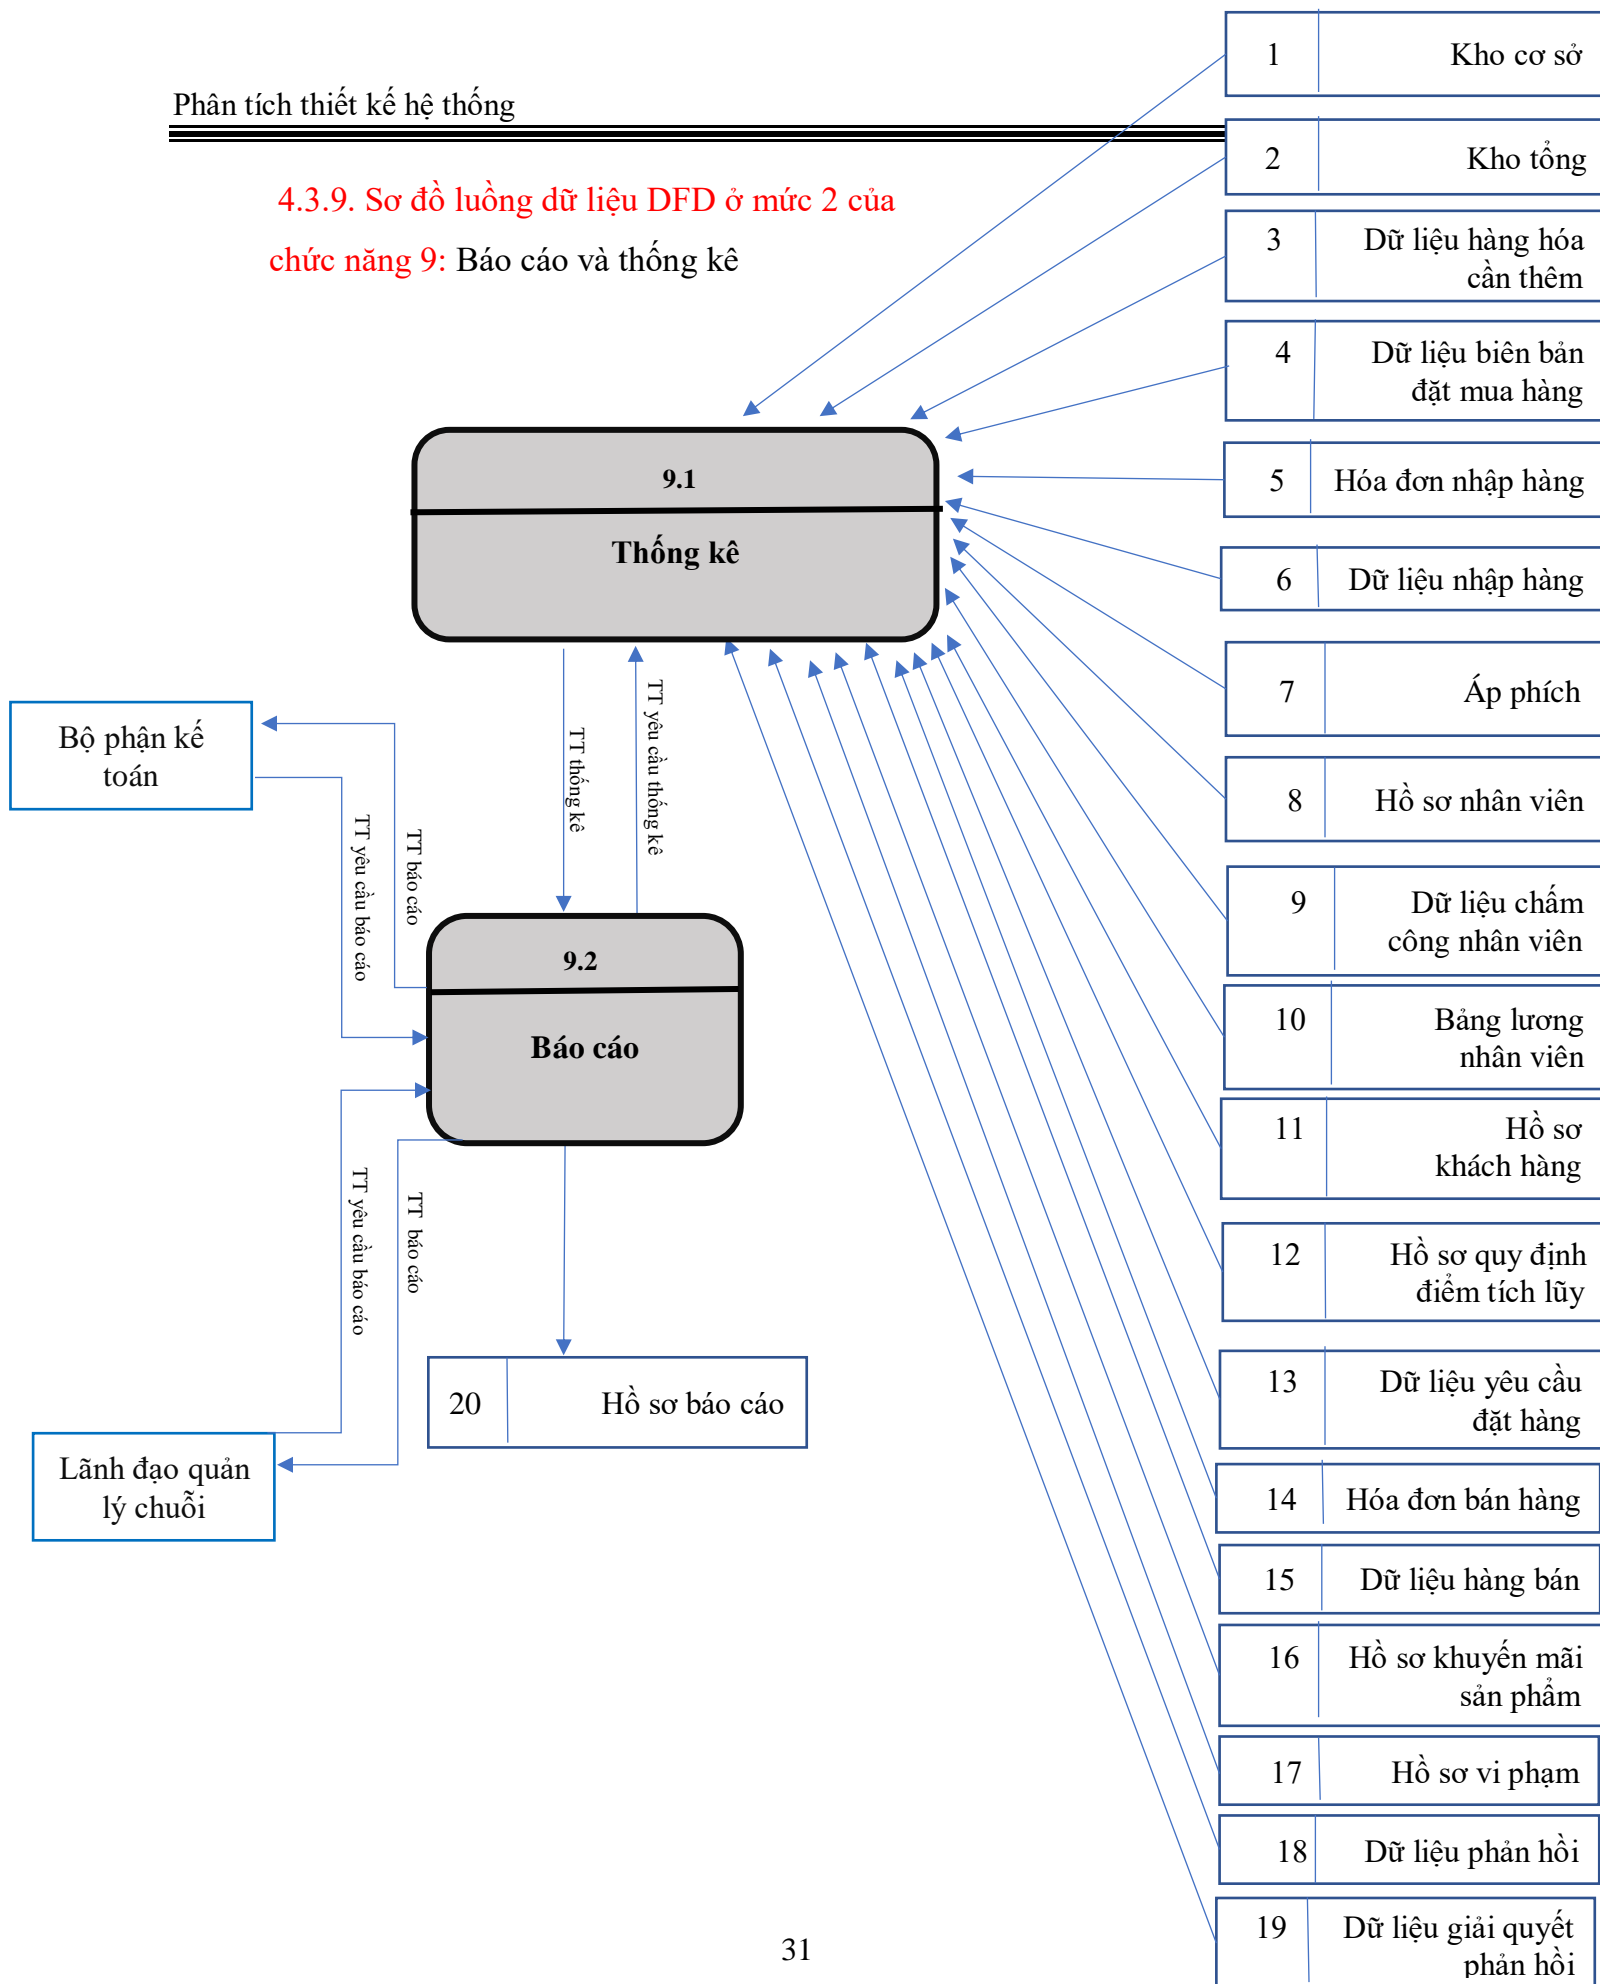 Phân tích thiết kế hệ thống
4.3.9. Sơ đồ luồng dữ liệu DFD ở mức 2 của
chức năng 9: Báo cáo và thống kê
1 Kho cơ sở
2 Kho tổng
3 Dữ liệu hàng hóa
cần thêm
4 Dữ liệu biên bản
đặt mua hàng
5 Hóa đơn nhập hàng
6 Dữ liệu nhập hàng
7 Áp phích
8 Hồ sơ nhân viên
9 Dữ liệu chấm
công nhân viên
10 Bảng lương
nhân viên
11 Hồ sơ
khách hàng
12 Hồ sơ quy định
điểm tích lũy
13 Dữ liệu yêu cầu
đặt hàng
14 Hóa đơn bán hàng
15 Dữ liệu hàng bán
16 Hồ sơ khuyến mãi
sản phẩm
17 Hồ sơ vi phạm
18 Dữ liệu phản hồi
19 Dữ liệu giải quyết
phản hồi
9.1
Thống kê
TT thống kê
TT yêu cầu thống kê
Bộ phận kế
toán
TT báo cáo
TT yêu cầu báo cáo
9.2
Báo cáo
TT yêu cầu báo cáo
TT báo cáo
20 Hồ sơ báo cáo
Lãnh đạo quản
lý chuỗi
31